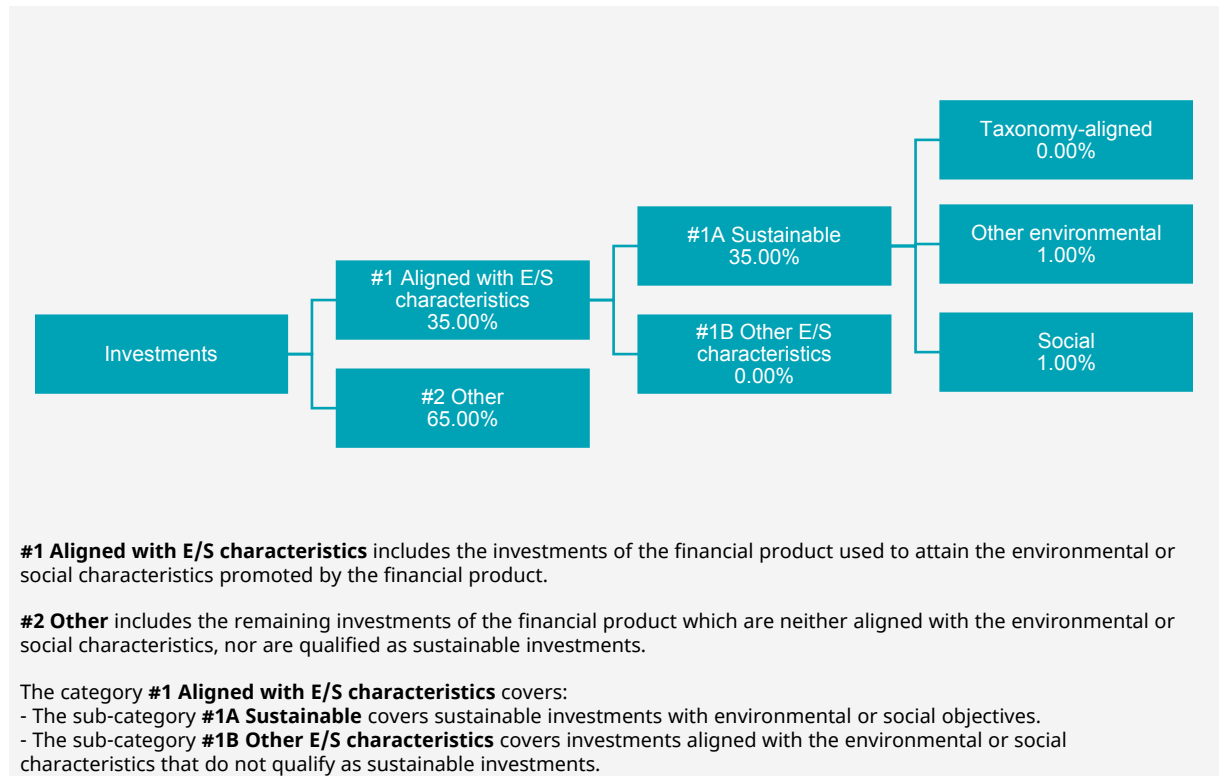 Investments
#1 Aligned with E/S
characteristics
35.00%
#2 Other
65.00%
#1A Sustainable
35.00%
#1B Other E/S
characteristics
0.00%
Taxonomy-aligned
0.00%
Other environmental
1.00%
Social
1.00%
#1 Aligned with E/S characteristics includes the investments of the financial product used to attain the environmental or
social characteristics promoted by the financial product.
#2 Other includes the remaining investments of the financial product which are neither aligned with the environmental or
social characteristics, nor are qualified as sustainable investments.
The category #1 Aligned with E/S characteristics covers:
- The sub-category #1A Sustainable covers sustainable investments with environmental or social objectives.
- The sub-category #1B Other E/S characteristics covers investments aligned with the environmental or social
characteristics that do not qualify as sustainable investments.